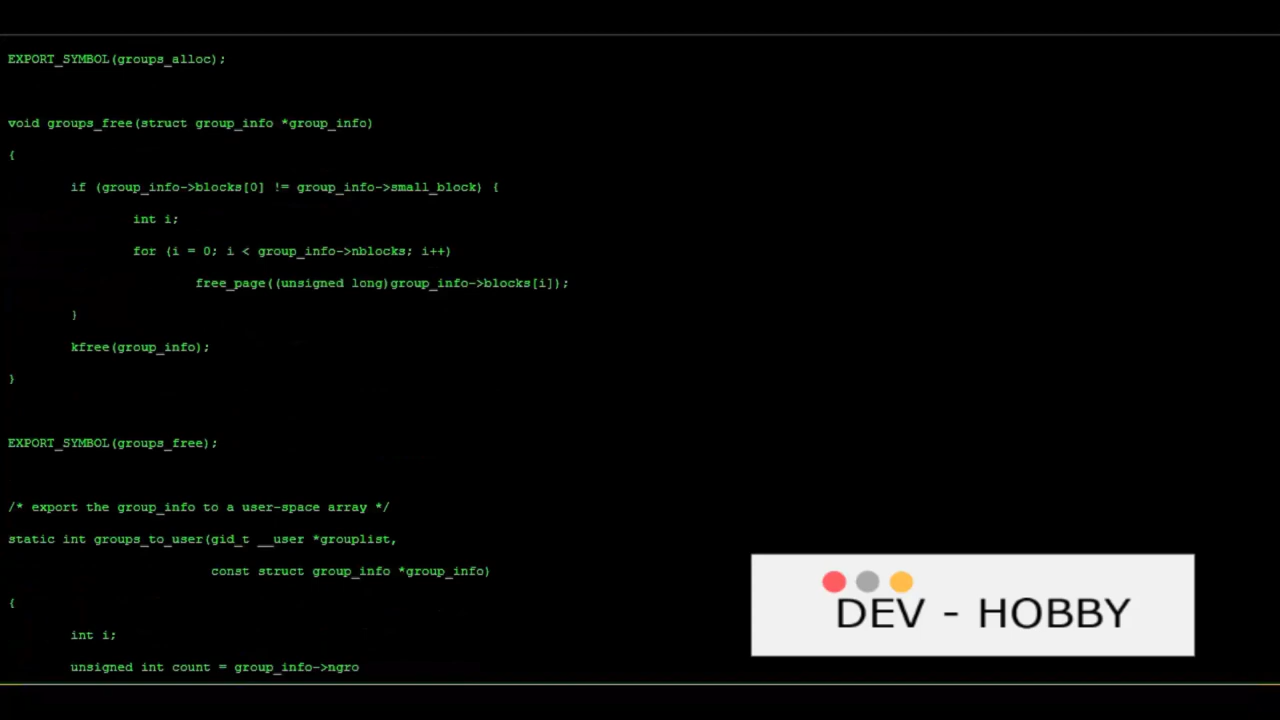 EXPORT_SYMBOL(groups_alloc);
void groups_free(struct group_info *group_info)
{
if (group_info->blocks[0] != group_info->small_block) {
int i;
for (i = 0; i < group_info->nblocks; i++)
free_page((unsigned long)group_info->blocks[i]);
}
kfree(group_info);
}
EXPORT_SYMBOL(groups_free);
/* export the group_info to a user-space array */
static int groups_to_user(gid_t __user *grouplist,
const struct group_info *group_info)
{
int i;
unsigned int count = group_info->ngro
DEV - HOBBY